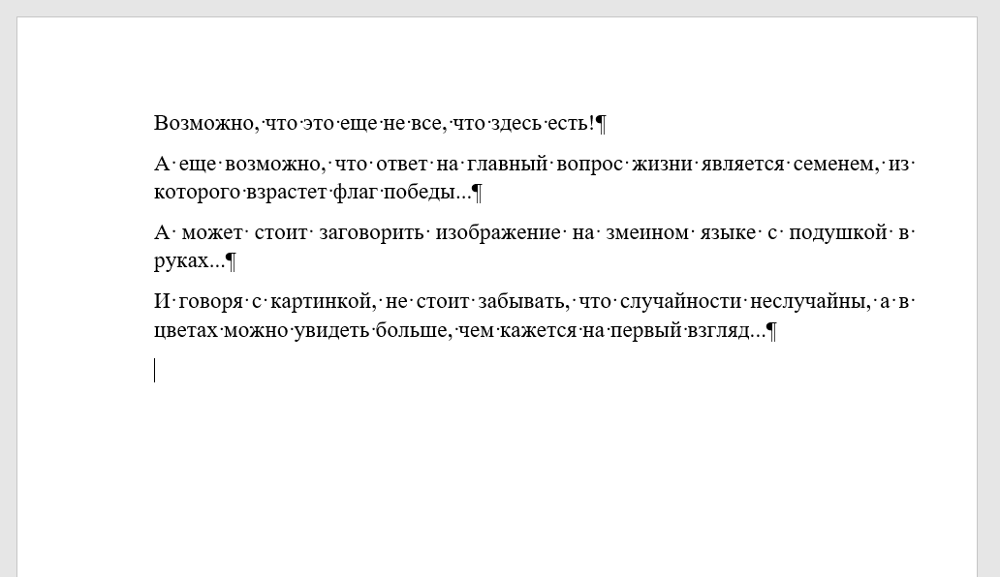 Возможно, что это еще не все, что здесь есть!¶
А еще возможно, что ответ на главный вопрос жизни является семенем, из
которого взрастет флаг победы...¶
А может стоит заговорить изображение на змеином языке с подушкой в
руках...¶
И говоря с картинкой, не стоит забывать, что случайности неслучайны, а в
цветах можно увидеть больше, чем кажется на первый взгляд...¶